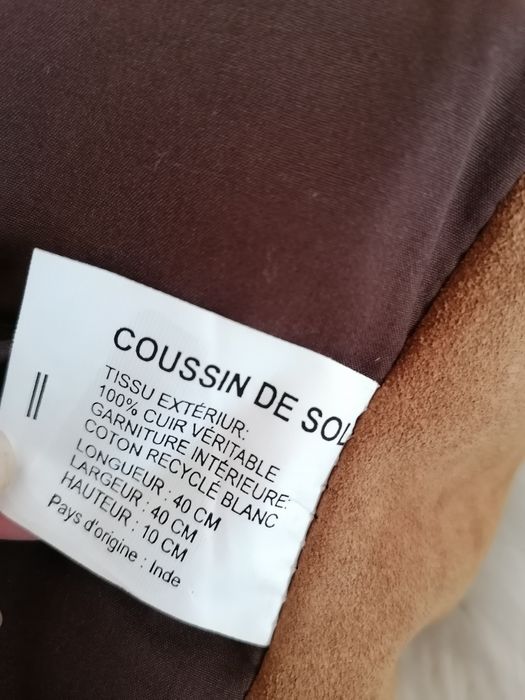 COUSSIN DE SOL
TISSU EXTÉRIUR:
100% CUIR VÉRITABLE
GARNITURE INTÉRIEURE:
COTON RECYCLÉ BLANC
LONGUEUR : 40 CM
LARGEUR : 40 CM
HAUTEUR : 10 CM
Pays d'origine : Inde